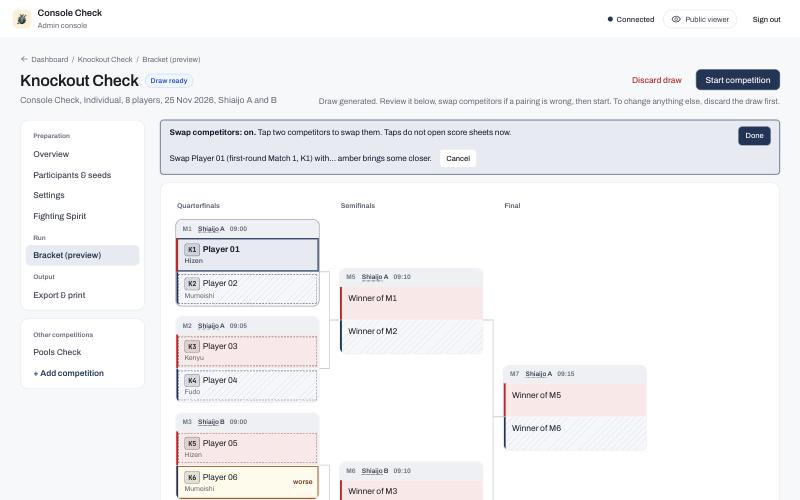 Console Check
Admin console
Connected
Public viewer
Sign out
← Dashboard / Knockout Check / Bracket (preview)
Knockout Check
Draw ready
Discard draw
Start competition
Console Check, Individual, 8 players, 25 Nov 2026, Shiaijo A and B
Draw generated. Review it below, swap competitors if a pairing is wrong, then start. To change anything else, discard the draw first.
Preparation
Overview
Participants & seeds
Settings
Fighting Spirit
Run
Bracket (preview)
Output
Export & print
Other competitions
Pools Check
+ Add competition
Swap competitors: on. Tap two competitors to swap them. Taps do not open score sheets now.
Done
Swap Player 01 (first-round Match 1, K1) with... amber brings some closer.
Cancel
Quarterfinals
Semifinals
Final
M1 Shiaijo A 09:00
K1 Player 01
Hizen
K2 Player 02
Mumeishi
M2 Shiaijo A 09:05
K3 Player 03
Kenyu
K4 Player 04
Fudo
M3 Shiaijo B 09:00
K5 Player 05
Hizen
K6 Player 06
Mumeishi
worse
M5 Shiaijo A 09:10
Winner of M1
Winner of M2
M6 Shiaijo B 09:10
Winner of M3
M7 Shiaijo A 09:15
Winner of M5
Winner of M6